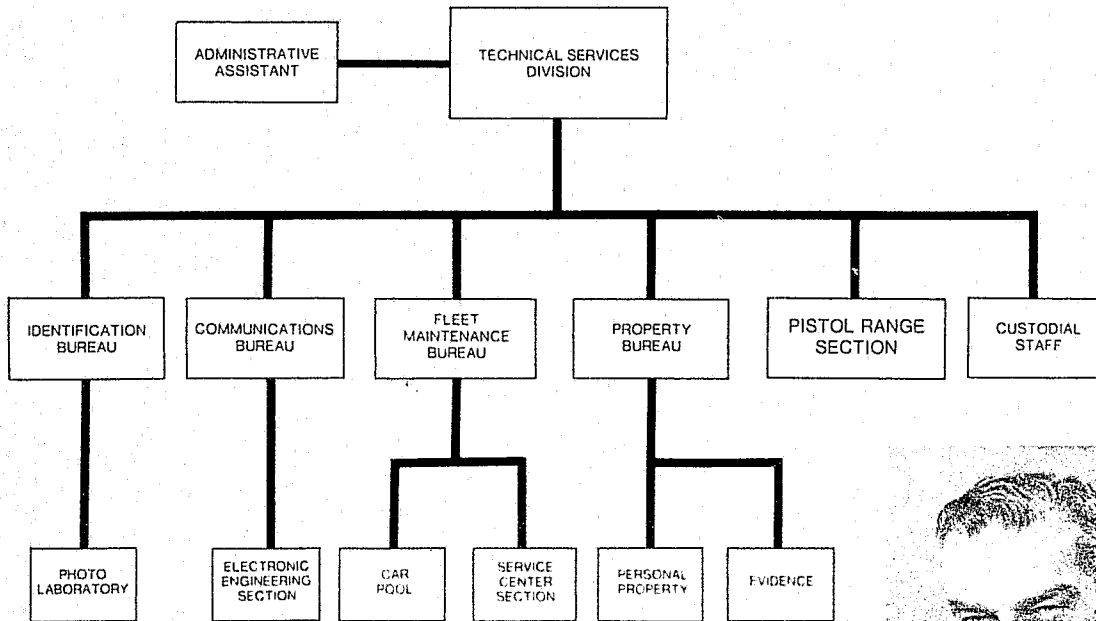 ADMINISTRATIVE
ASSISTANT
TECHNICAL SERVICES
DIVISION
IDENTIFICATION
BUREAU
COMMUNICATIONS
BUREAU
FLEET
MAINTENANCE
BUREAU
PROPERTY
BUREAU
PISTOL RANGE
SECTION
CUSTODIAL
STAFF
PHOTO
LABORATORY
ELECTRONIC
ENGINEERING
SECTION
CAR
POOL
SERVICE
CENTER
SECTION
PERSONAL
PROPERTY
EVIDENCE